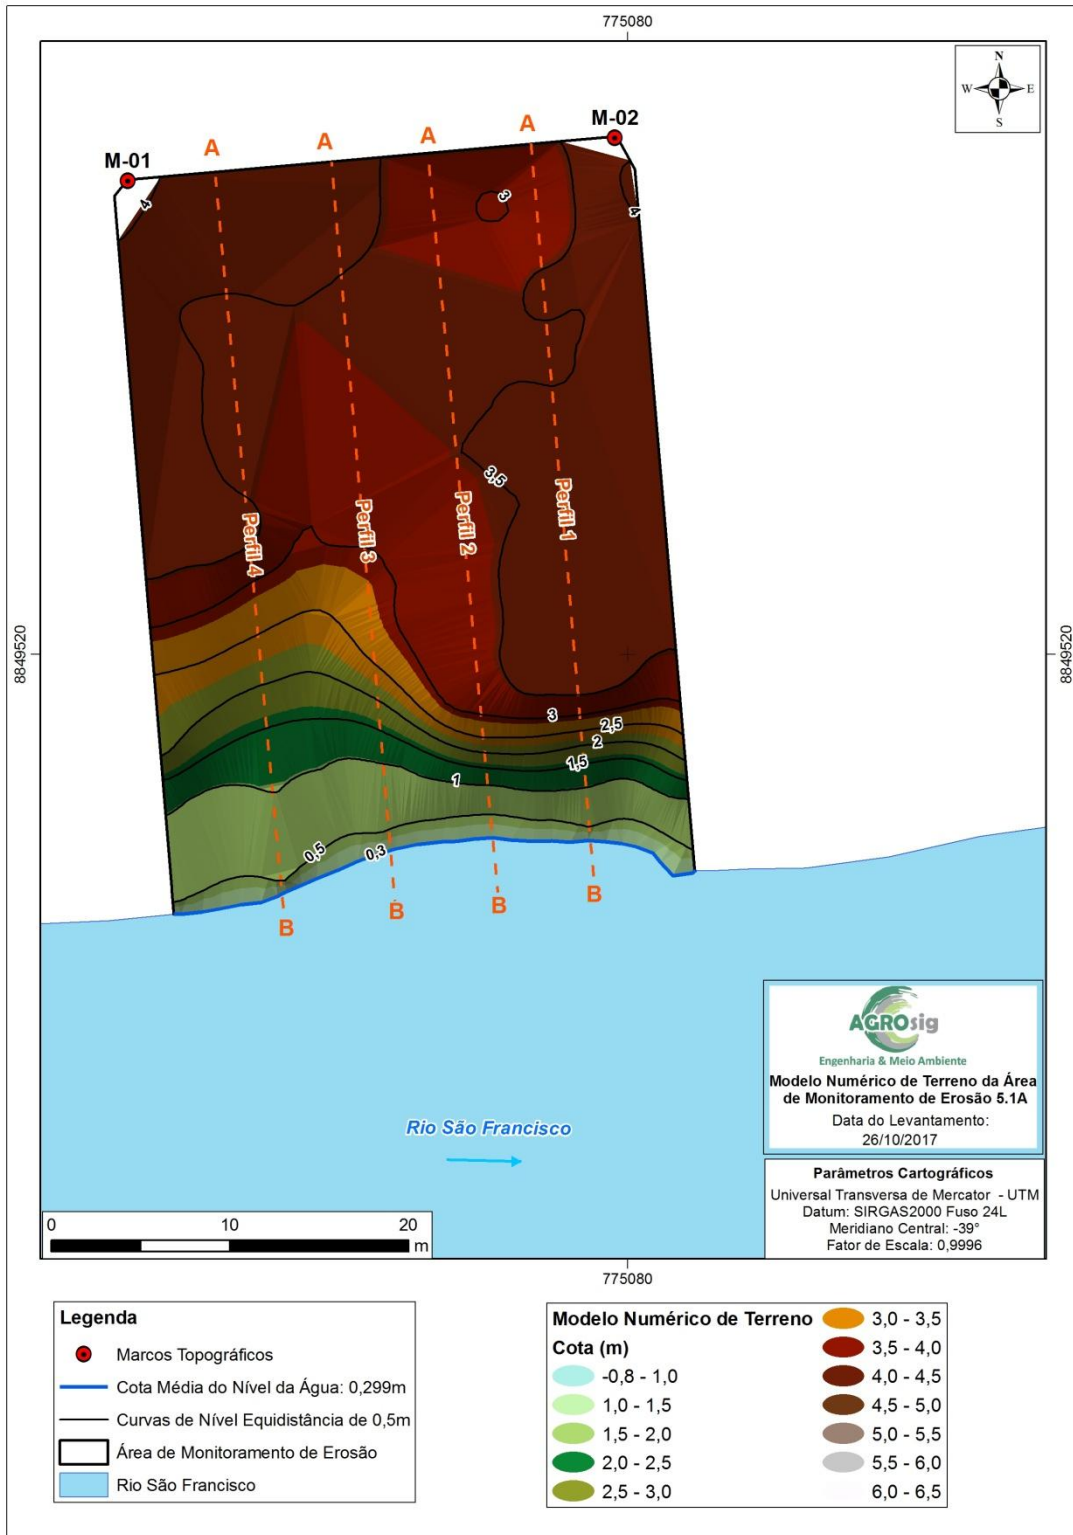 775080
N
W E
S
M-01
M-02
A
A
A
A
4
3
4
3,5
Perfil 4
Perfil 3
Perfil 2
Perfil 1
8849520
8849520
3
2,5
2
1,5
1
0,5
0,3
B
B
B
B
AGROsig
Engenharia & Meio Ambiente
Modelo Numérico de Terreno da Área
de Monitoramento de Erosão 5.1A
Data do Levantamento:
26/10/2017
Rio São Francisco
Parâmetros Cartográficos
Universal Transversa de Mercator - UTM
Datum: SIRGAS2000 Fuso 24L
Meridiano Central: -39°
Fator de Escala: 0,9996
0 10 20
m
775080
Legenda
Marcos Topográficos
Cota Média do Nível da Água: 0,299m
Curvas de Nível Equidistância de 0,5m
Área de Monitoramento de Erosão
Rio São Francisco
Modelo Numérico de Terreno
Cota (m)
-0,8 - 1,0
1,0 - 1,5
1,5 - 2,0
2,0 - 2,5
2,5 - 3,0
3,0 - 3,5
3,5 - 4,0
4,0 - 4,5
4,5 - 5,0
5,0 - 5,5
5,5 - 6,0
6,0 - 6,5